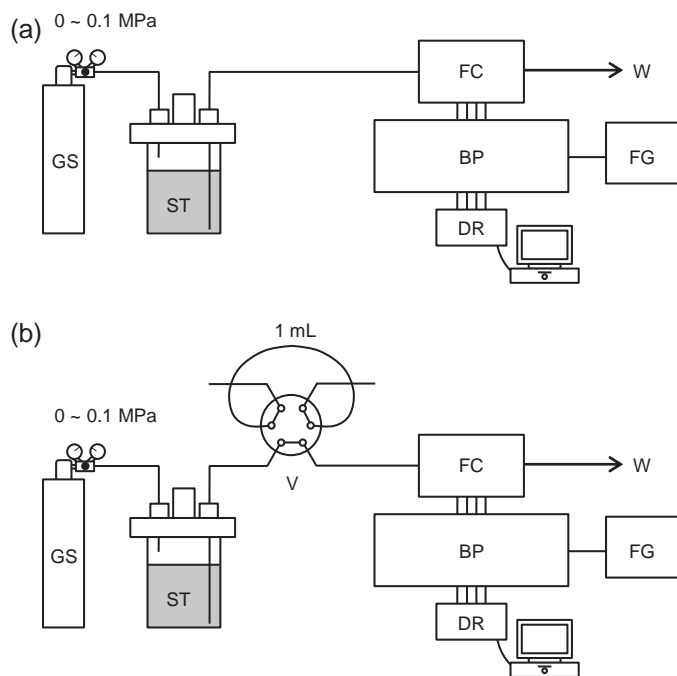 (a)
0 ~ 0.1 MPa
FC
W
GS
BP
FG
ST
DR
(b)
1 mL
0 ~ 0.1 MPa
V
FC
W
GS
BP
FG
ST
DR